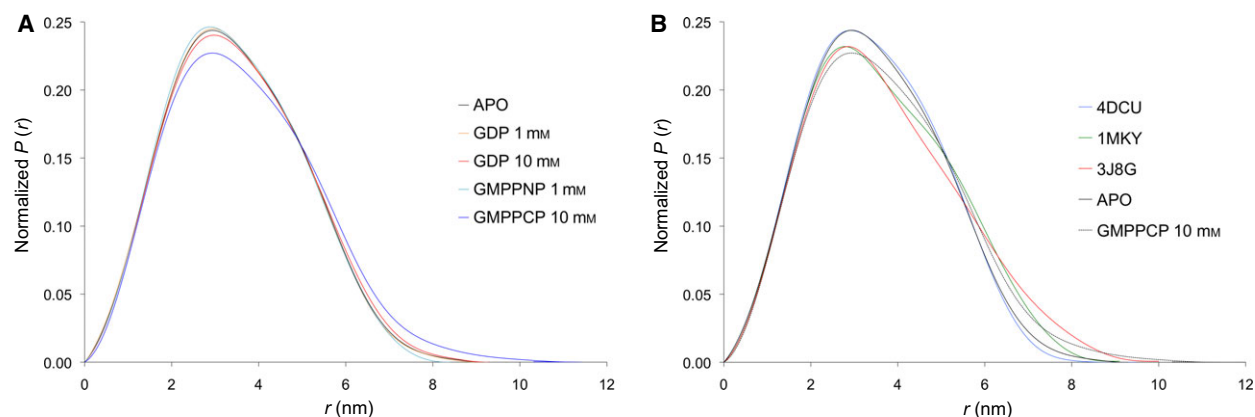 A
Normalized P (r)
0.25
0.20
0.15
0.10
0.05
0.00
0 2 4 6 8 10 12
r (nm)
APO
GDP 1 mM
GDP 10 mM
GMPPNP 1 mM
GMPPCP 10 mM
B
Normalized P (r)
0.25
0.20
0.15
0.10
0.05
0.00
0 2 4 6 8 10 12
r (nm)
4DCU
1MKY
3J8G
APO
GMPPCP 10 mM